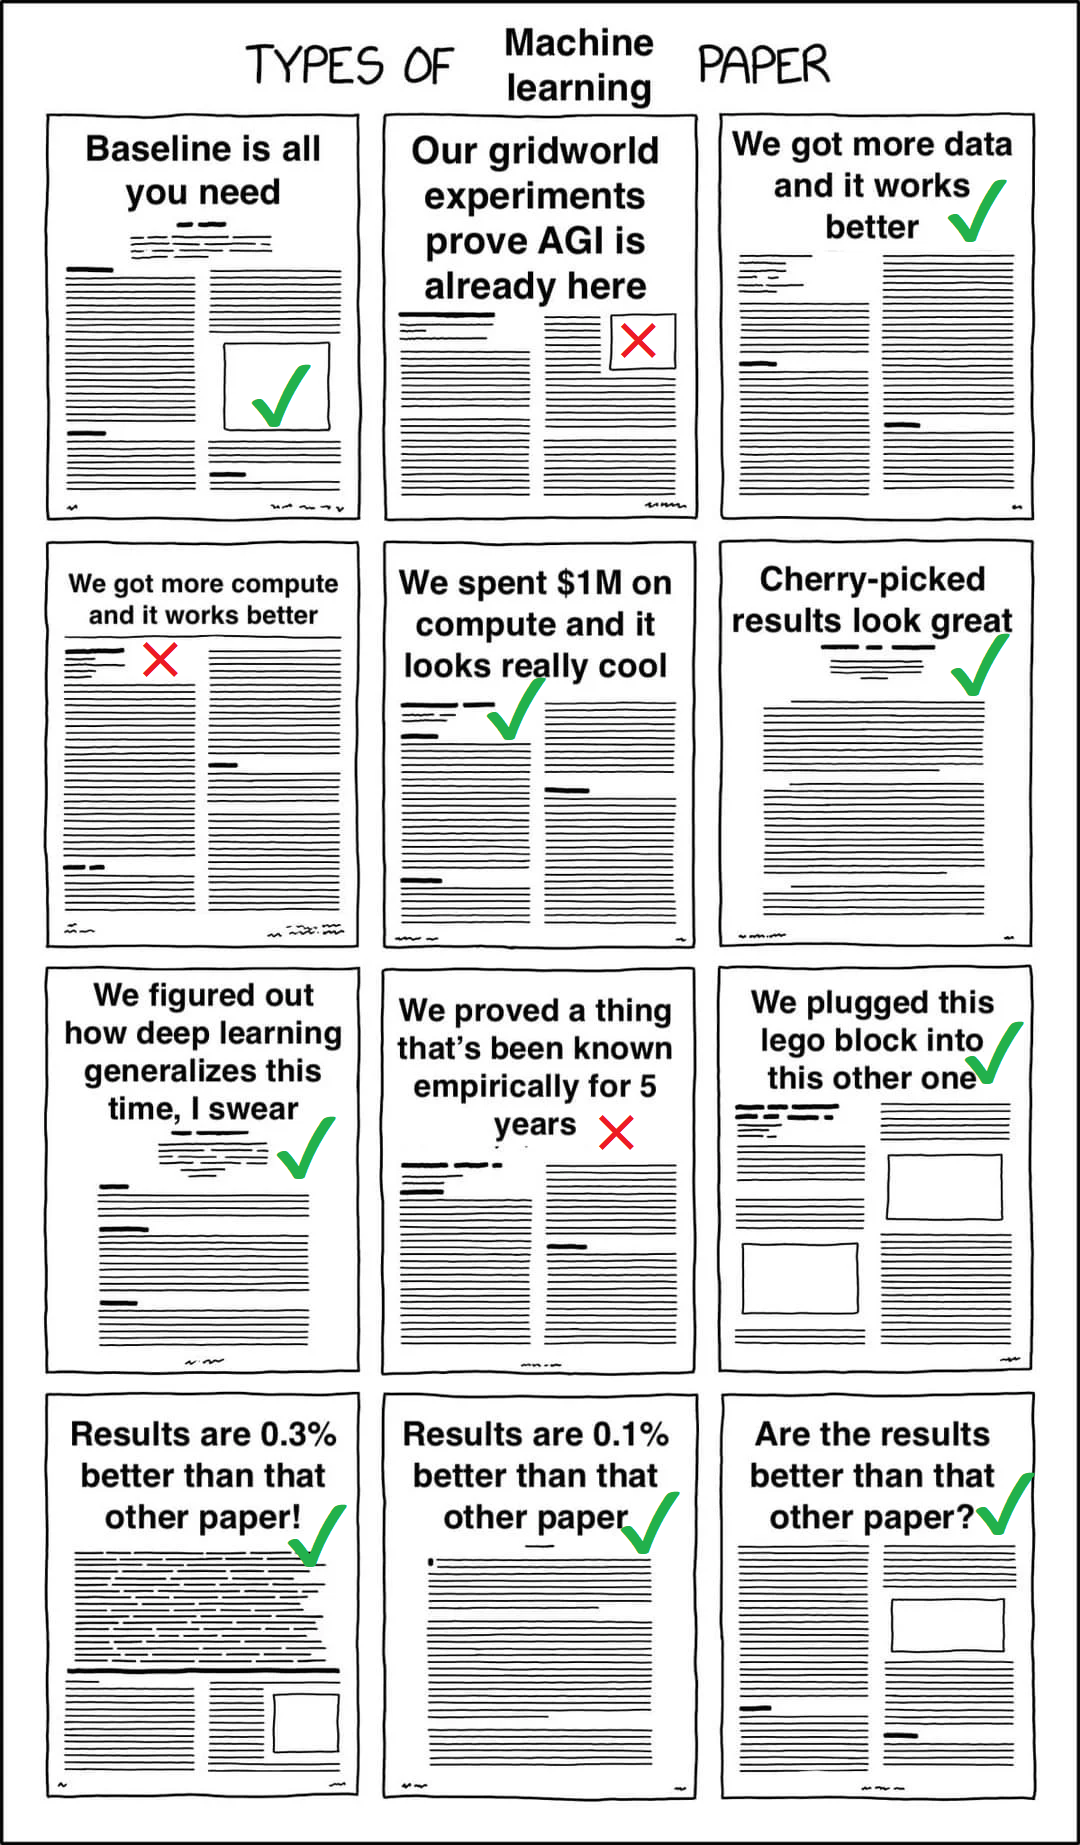 TYPES OF Machine learning PAPER
Baseline is all
you need
Our gridworld
experiments
prove AGI is
already here
We got more data
and it works
better
We got more compute
and it works better
We spent $1M on
compute and it
looks really cool
Cherry-picked
results look great
We figured out
how deep learning
generalizes this
time, I swear
We proved a thing
that's been known
empirically for 5
years
We plugged this
lego block into
this other one
Results are 0.3%
better than that
other paper!
Results are 0.1%
better than that
other paper
Are the results
better than that
other paper?